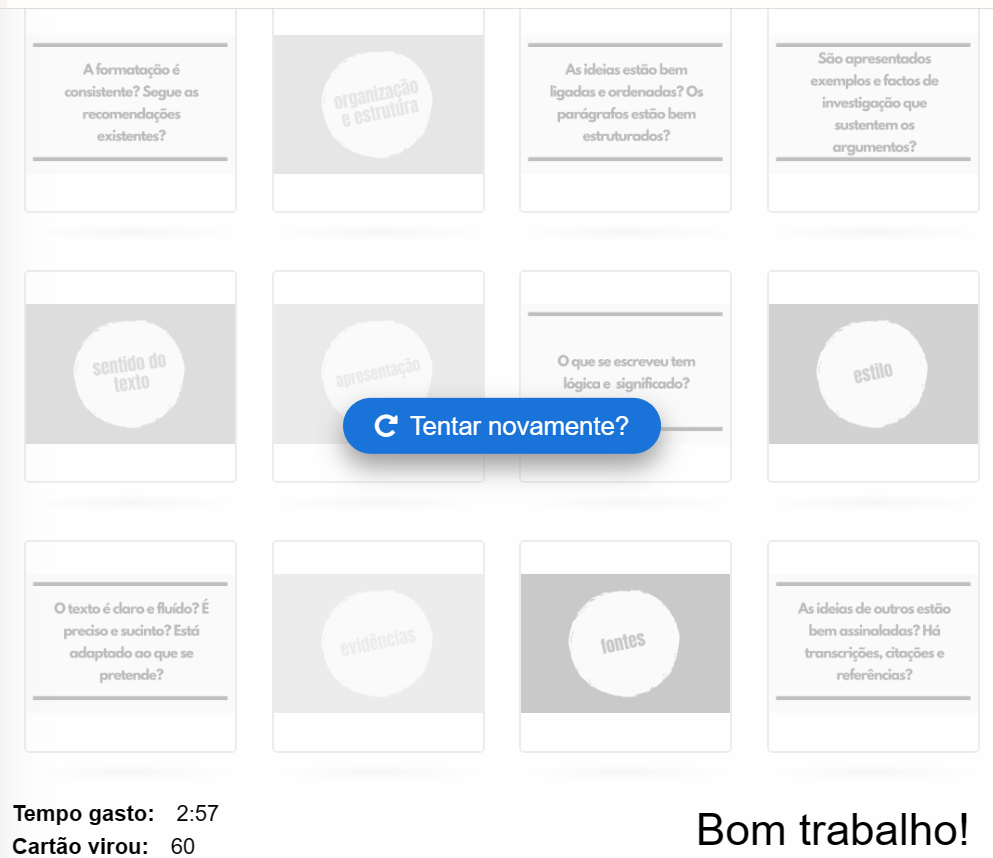 A formatação é
consistente? Segue as
recomendações
existentes?
organização
e estrutura
As ideias estão bem
ligadas e ordenadas? Os
parágrafos estão bem
estruturados?
São apresentados
exemplos e factos de
investigação que
sustentem os
argumentos?
sentido do
texto
apresentação
O que se escreveu tem
lógica e significado?
estilo
Tentar novamente?
O texto é claro e fluído? É
preciso e sucinto? Está
adaptado ao que se
pretende?
evidências
fontes
As ideias de outros estão
bem assinaladas? Há
transcrições, citações e
referências?
Tempo gasto: 2:57
Cartão virou: 60
Bom trabalho!